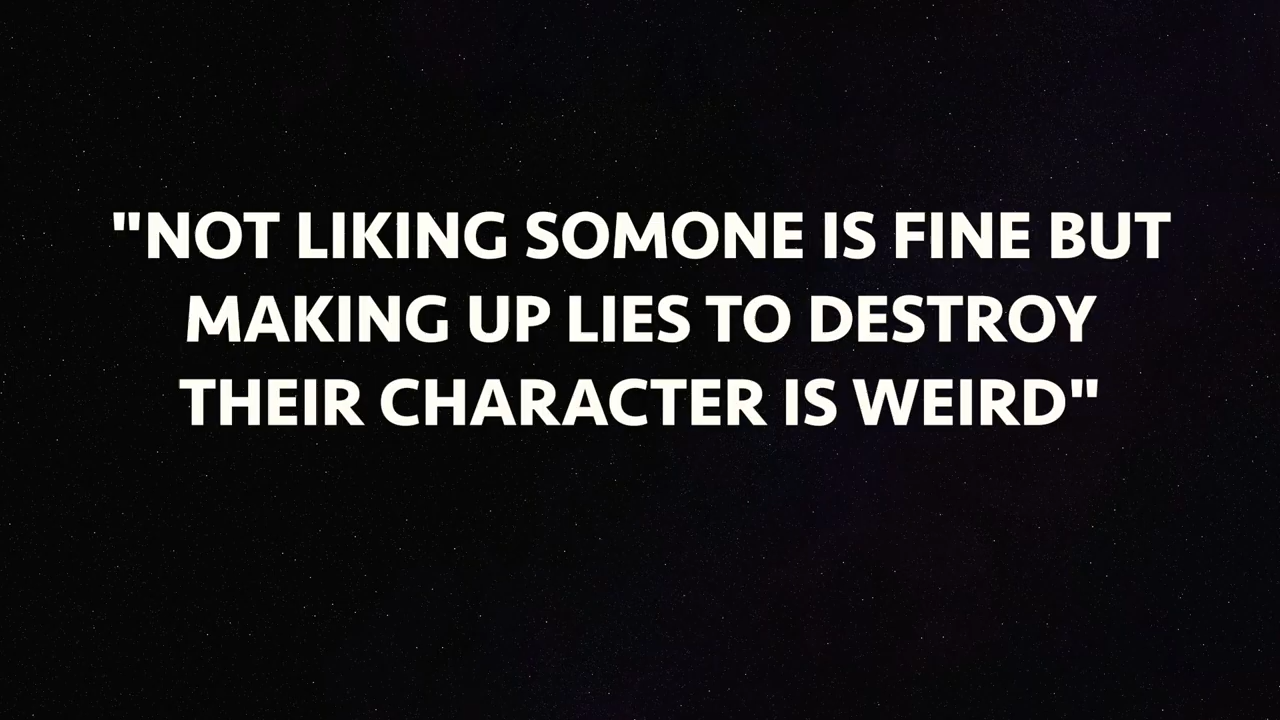 "NOT LIKING SOMONE IS FINE BUT
MAKING UP LIES TO DESTROY
THEIR CHARACTER IS WEIRD"